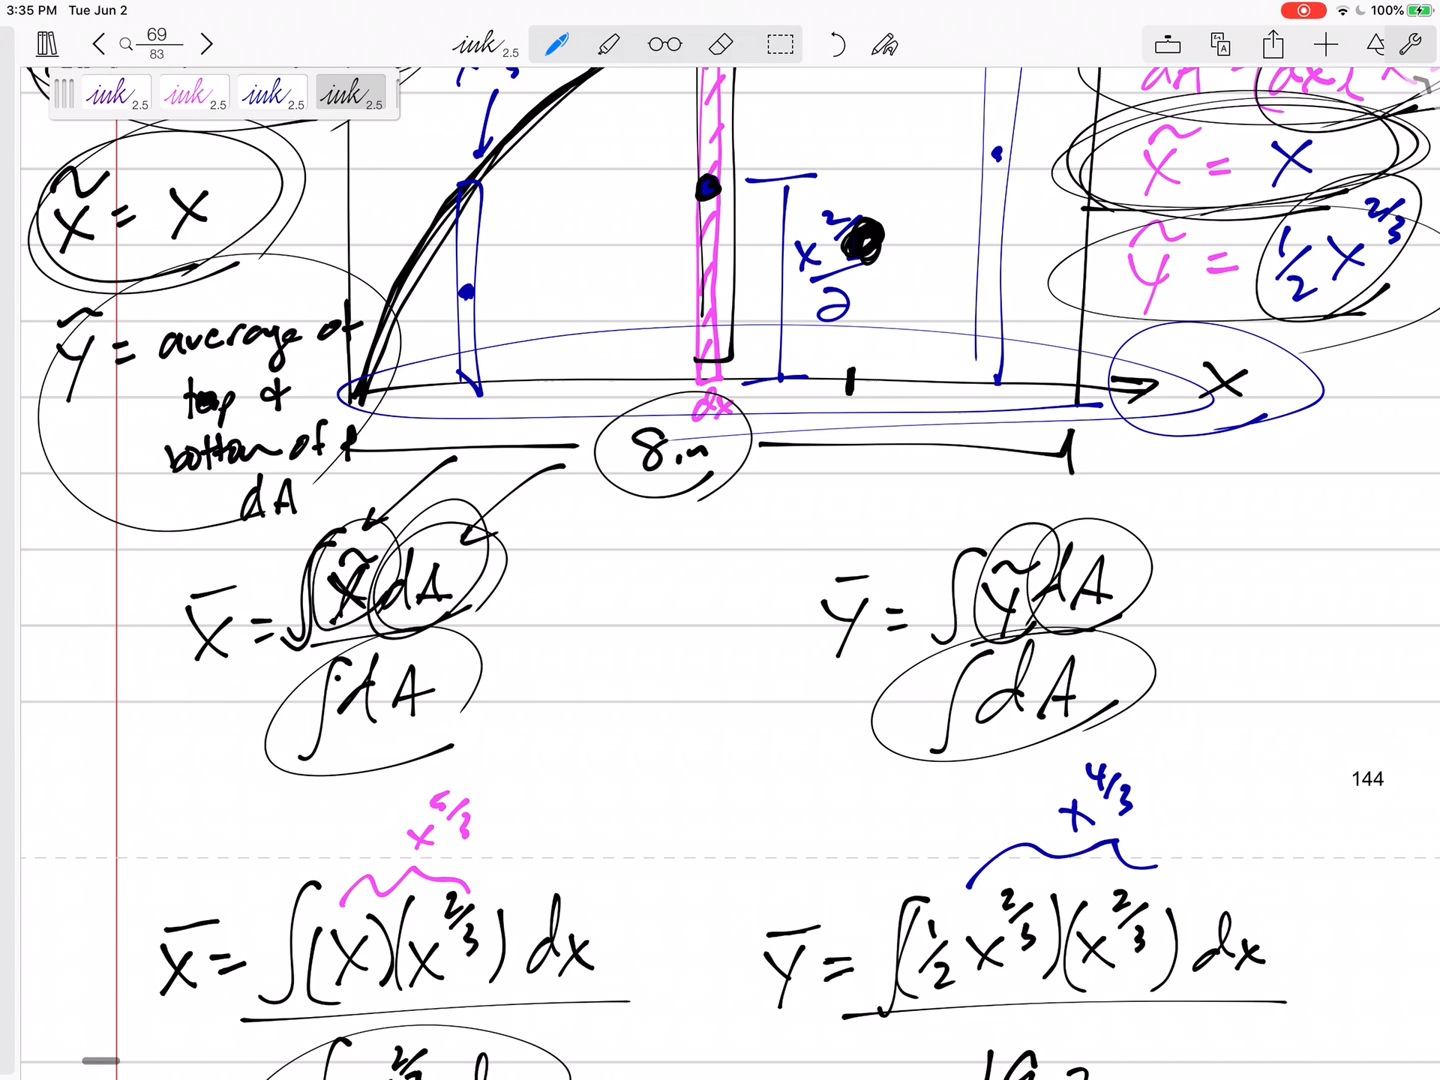 3:35 PM Tue Jun 2
100%
69
83
ink 2.5
ink 2.5 ink 2.5 ink 2.5 ink 2.5
x̃ = x
x̃ = x
ỹ = 1/2 x^2/3
x^2/3
2
ỹ = average of
top &
bottom of
dA
dx
8 in
x
x̄ = ∫ x̃ dA
∫ dA
ȳ = ∫ ỹ dA
∫ dA
144
x^5/3
x^4/3
x̄ = ∫ (x)(x^2/3) dx
ȳ = ∫ (1/2 x^2/3)(x^2/3) dx